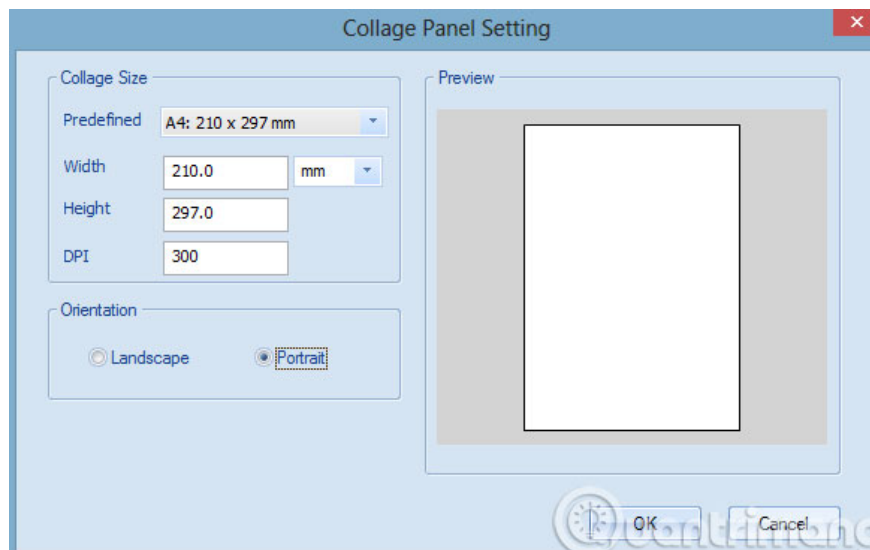 Collage Panel Setting
Collage Size
Predefined A4: 210 x 297 mm
Width 210.0 mm
Height 297.0
DPI 300
Orientation
Landscape Portrait
Preview
OK Cancel
uantrimang